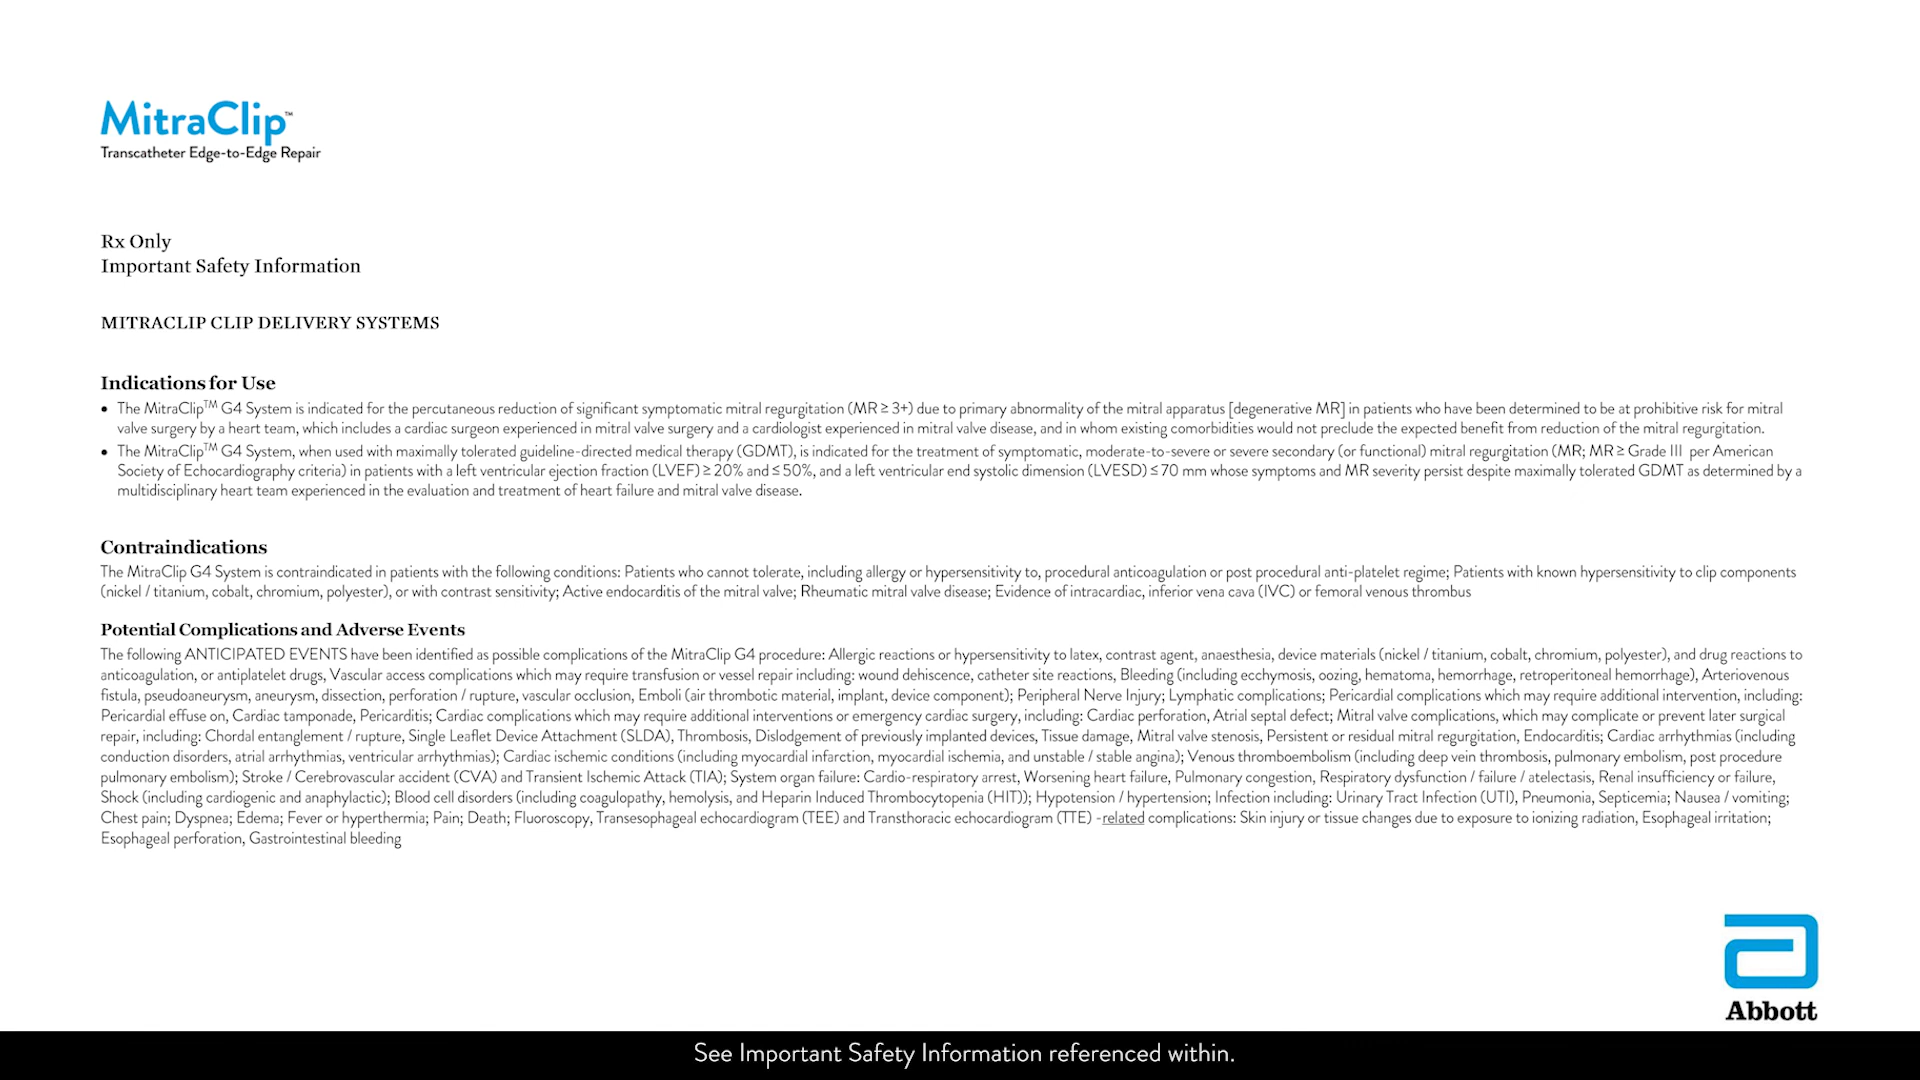 MitraClip™
Transcatheter Edge-to-Edge Repair
Rx Only
Important Safety Information
MITRACLIP CLIP DELIVERY SYSTEMS
Indications for Use
• The MitraClip™ G4 System is indicated for the percutaneous reduction of significant symptomatic mitral regurgitation (MR ≥ 3+) due to primary abnormality of the mitral apparatus [degenerative MR] in patients who have been determined to be at prohibitive risk for mitral
valve surgery by a heart team, which includes a cardiac surgeon experienced in mitral valve surgery and a cardiologist experienced in mitral valve disease, and in whom existing comorbidities would not preclude the expected benefit from reduction of the mitral regurgitation.
• The MitraClip™ G4 System, when used with maximally tolerated guideline-directed medical therapy (GDMT), is indicated for the treatment of symptomatic, moderate-to-severe or severe secondary (or functional) mitral regurgitation (MR; MR ≥ Grade III per American
Society of Echocardiography criteria) in patients with a left ventricular ejection fraction (LVEF) ≥ 20% and ≤ 50%, and a left ventricular end systolic dimension (LVESD) ≤ 70 mm whose symptoms and MR severity persist despite maximally tolerated GDMT as determined by a
multidisciplinary heart team experienced in the evaluation and treatment of heart failure and mitral valve disease.
Contraindications
The MitraClip G4 System is contraindicated in patients with the following conditions: Patients who cannot tolerate, including allergy or hypersensitivity to, procedural anticoagulation or post procedural anti-platelet regime; Patients with known hypersensitivity to clip components
(nickel / titanium, cobalt, chromium, polyester), or with contrast sensitivity; Active endocarditis of the mitral valve; Rheumatic mitral valve disease; Evidence of intracardiac, inferior vena cava (IVC) or femoral venous thrombus
Potential Complications and Adverse Events
The following ANTICIPATED EVENTS have been identified as possible complications of the MitraClip G4 procedure: Allergic reactions or hypersensitivity to latex, contrast agent, anaesthesia, device materials (nickel / titanium, cobalt, chromium, polyester), and drug reactions to
anticoagulation, or antiplatelet drugs, Vascular access complications which may require transfusion or vessel repair including: wound dehiscence, catheter site reactions, Bleeding (including ecchymosis, oozing, hematoma, hemorrhage, retroperitoneal hemorrhage), Arteriovenous
fistula, pseudoaneurysm, aneurysm, dissection, perforation / rupture, vascular occlusion, Emboli (air thrombotic material, implant, device component); Peripheral Nerve Injury; Lymphatic complications; Pericardial complications which may require additional intervention, including:
Pericardial effuse on, Cardiac tamponade, Pericarditis; Cardiac complications which may require additional interventions or emergency cardiac surgery, including: Cardiac perforation, Atrial septal defect; Mitral valve complications, which may complicate or prevent later surgical
repair, including: Chordal entanglement / rupture, Single Leaflet Device Attachment (SLDA), Thrombosis, Dislodgement of previously implanted devices, Tissue damage, Mitral valve stenosis, Persistent or residual mitral regurgitation, Endocarditis; Cardiac arrhythmias (including
conduction disorders, atrial arrhythmias, ventricular arrhythmias); Cardiac ischemic conditions (including myocardial infarction, myocardial ischemia, and unstable / stable angina); Venous thromboembolism (including deep vein thrombosis, pulmonary embolism, post procedure
pulmonary embolism); Stroke / Cerebrovascular accident (CVA) and Transient Ischemic Attack (TIA); System organ failure: Cardio-respiratory arrest, Worsening heart failure, Pulmonary congestion, Respiratory dysfunction / failure / atelectasis, Renal insufficiency or failure,
Shock (including cardiogenic and anaphylactic); Blood cell disorders (including coagulopathy, hemolysis, and Heparin Induced Thrombocytopenia (HIT)); Hypotension / hypertension; Infection including: Urinary Tract Infection (UTI), Pneumonia, Septicemia; Nausea / vomiting;
Chest pain; Dyspnea; Edema; Fever or hyperthermia; Pain; Death; Fluoroscopy, Transesophageal echocardiogram (TEE) and Transthoracic echocardiogram (TTE) -related complications: Skin injury or tissue changes due to exposure to ionizing radiation, Esophageal irritation;
Esophageal perforation, Gastrointestinal bleeding
Abbott
See Important Safety Information referenced within.